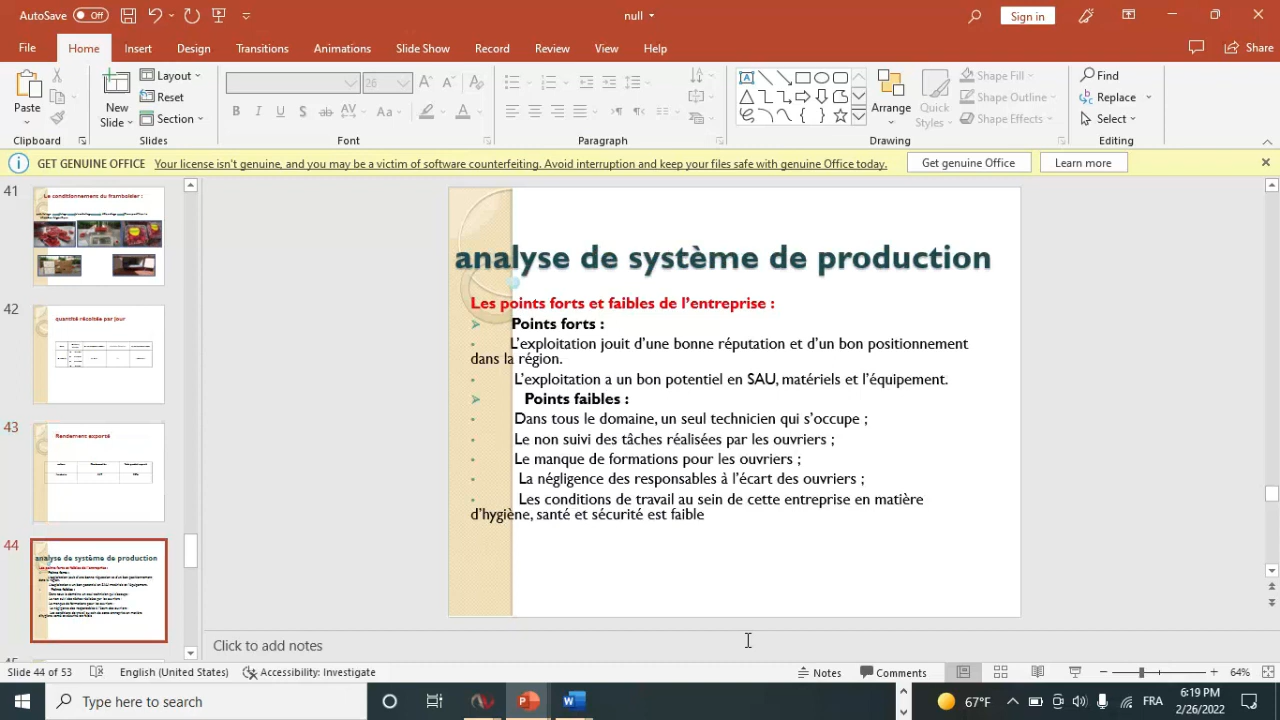 AutoSave Off null Sign in
File Home Insert Design Transitions Animations Slide Show Record Review View Help Share
Paste New Slide Layout Reset Section 26 Arrange Quick Styles Shape Fill Shape Outline Shape Effects Find Replace Select
Clipboard Slides Font Paragraph Drawing Editing
GET GENUINE OFFICE Your license isn't genuine, and you may be a victim of software counterfeiting. Avoid interruption and keep your files safe with genuine Office today. Get genuine Office Learn more
41
Le conditionnement du framboisier :
42
quantité récoltée par jour
43
Rendement exporté
44
analyse de système de production
Les points forts et faibles de l'entreprise :
45
analyse de système de production
Les points forts et faibles de l’entreprise :
Points forts :
L’exploitation jouit d’une bonne réputation et d’un bon positionnement
dans la région.
L’exploitation a un bon potentiel en SAU, matériels et l’équipement.
Points faibles :
Dans tous le domaine, un seul technicien qui s’occupe ;
Le non suivi des tâches réalisées par les ouvriers ;
Le manque de formations pour les ouvriers ;
La négligence des responsables à l’écart des ouvriers ;
Les conditions de travail au sein de cette entreprise en matière
d’hygiène, santé et sécurité est faible
Click to add notes
Slide 44 of 53 English (United States) Accessibility: Investigate Notes Comments 64%
Type here to search 67°F FRA 6:19 PM
2/26/2022